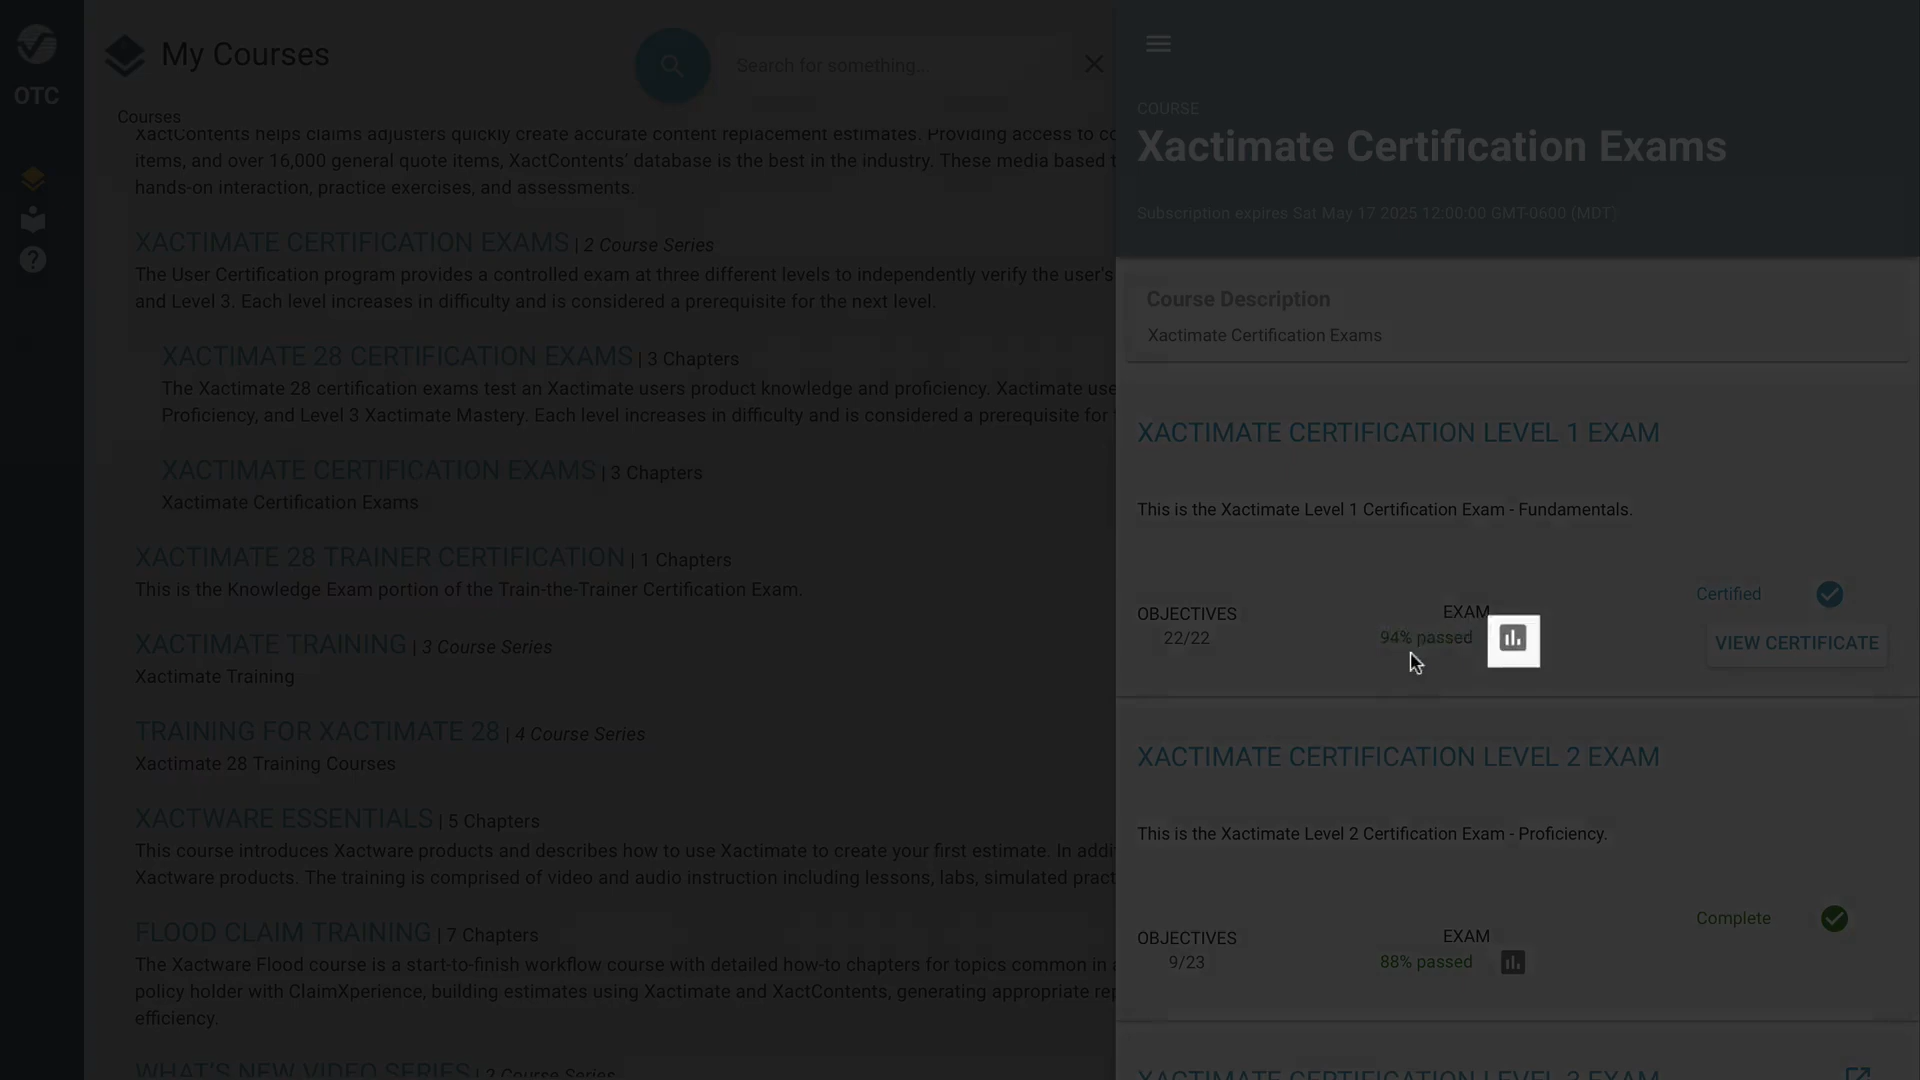 OTC
My Courses
Search for something...
Courses
XactContents helps claims adjusters quickly create accurate content replacement estimates. Providing access to
items, and over 16,000 general quote items, XactContents' database is the best in the industry. These media based
hands-on interaction, practice exercises, and assessments.
XACTIMATE CERTIFICATION EXAMS | 2 Course Series
The User Certification program provides a controlled exam at three different levels to independently verify the user's
and Level 3. Each level increases in difficulty and is considered a prerequisite for the next level.
XACTIMATE 28 CERTIFICATION EXAMS | 3 Chapters
The Xactimate 28 certification exams test an Xactimate users product knowledge and proficiency. Xactimate use
Proficiency, and Level 3 Xactimate Mastery. Each level increases in difficulty and is considered a prerequisite for
XACTIMATE CERTIFICATION EXAMS | 3 Chapters
Xactimate Certification Exams
XACTIMATE 28 TRAINER CERTIFICATION | 1 Chapters
This is the Knowledge Exam portion of the Train-the-Trainer Certification Exam.
XACTIMATE TRAINING | 3 Course Series
Xactimate Training
TRAINING FOR XACTIMATE 28 | 4 Course Series
Xactimate 28 Training Courses
XACTWARE ESSENTIALS | 5 Chapters
This course introduces Xactware products and describes how to use Xactimate to create your first estimate. In addi
Xactware products. The training is comprised of video and audio instruction including lessons, labs, simulated pract
FLOOD CLAIM TRAINING | 7 Chapters
The Xactware Flood course is a start-to-finish workflow course with detailed how-to chapters for topics common in
policy holder with ClaimXperience, building estimates using Xactimate and XactContents, generating appropriate rep
efficiency.
WHAT'S NEW VIDEO SERIES | 2 Course Series
COURSE
Xactimate Certification Exams
Subscription expires Sat May 17 2025 12:00:00 GMT-0600 (MDT)
Course Description
Xactimate Certification Exams
XACTIMATE CERTIFICATION LEVEL 1 EXAM
This is the Xactimate Level 1 Certification Exam - Fundamentals.
Certified
OBJECTIVES EXAM
22/22 94% passed
VIEW CERTIFICATE
XACTIMATE CERTIFICATION LEVEL 2 EXAM
This is the Xactimate Level 2 Certification Exam - Proficiency.
Complete
OBJECTIVES EXAM
9/23 88% passed
XACTIMATE CERTIFICATION LEVEL 3 EXAM